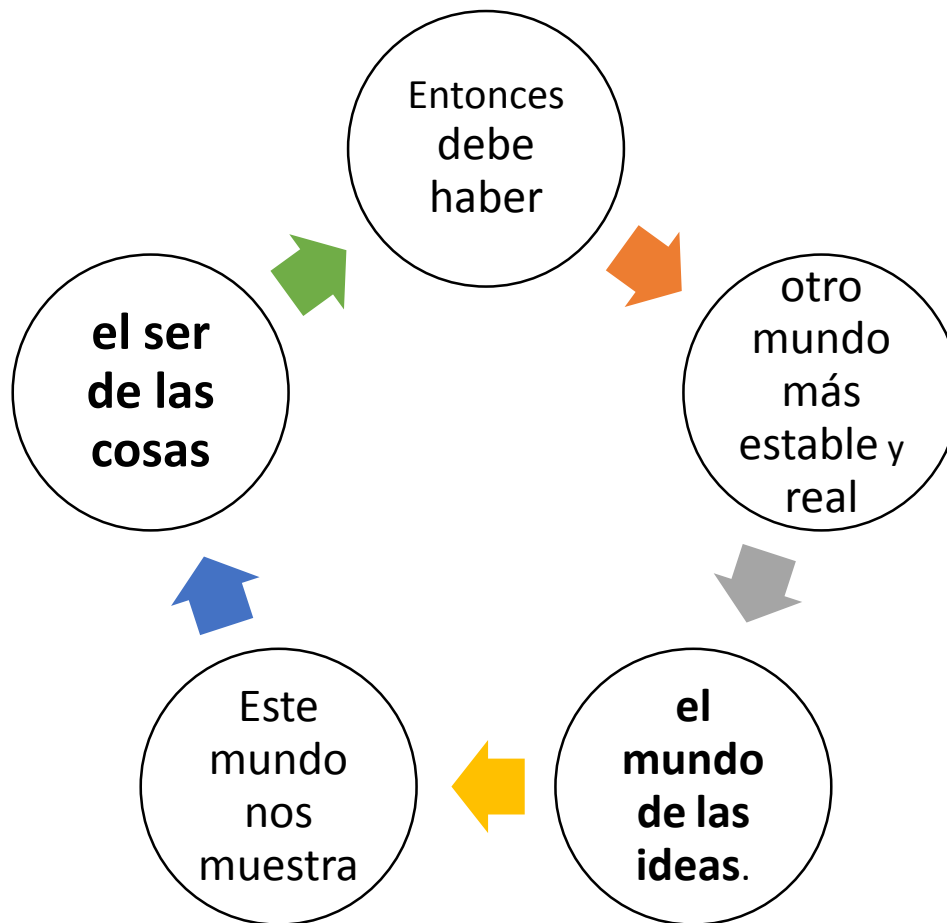 Entonces
debe
haber
otro
mundo
más
estable y
real
el
mundo
de las
ideas.
Este
mundo
nos
muestra
el ser
de las
cosas